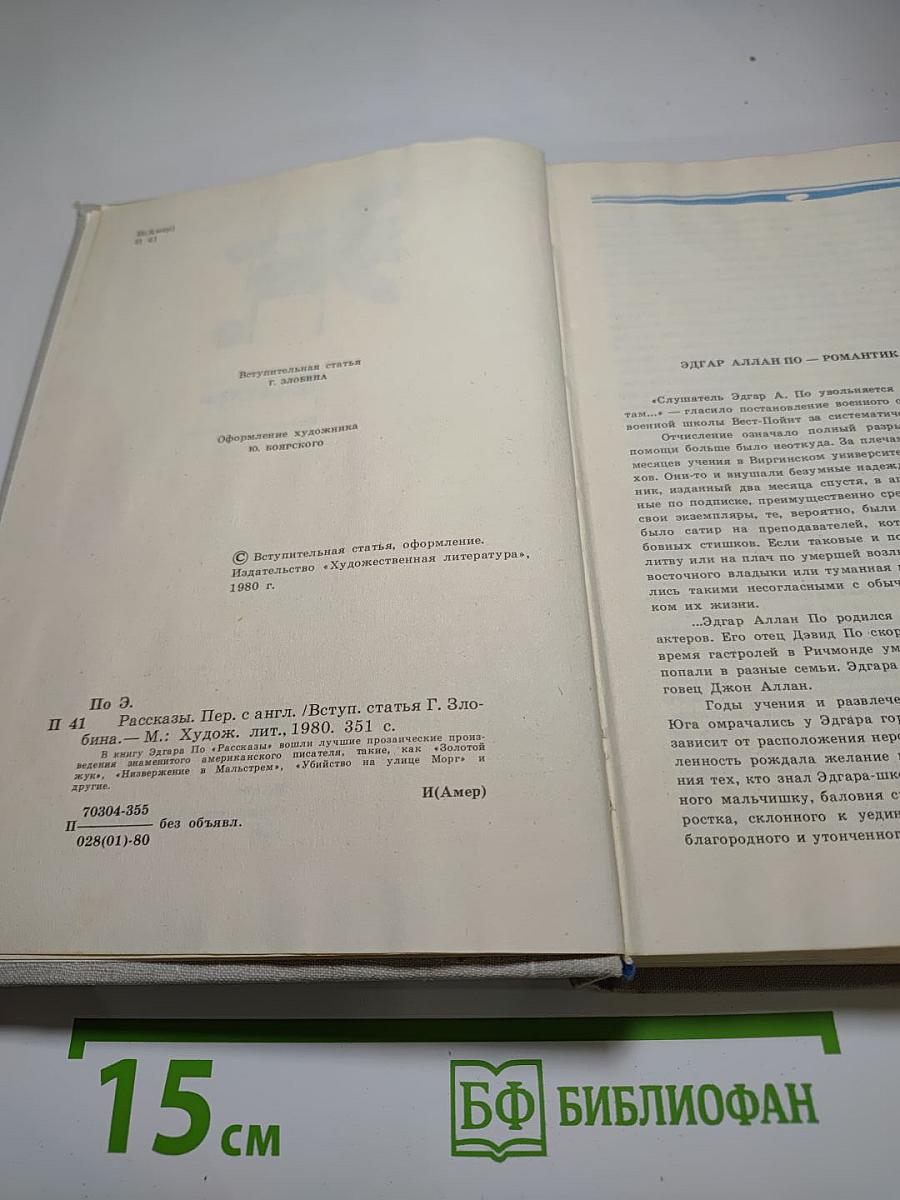 И(Амер)
П 41
Вступительная статья
Г. ЗЛОБИНА
Оформление художника
Ю. БОЯРСКОГО
© Вступительная статья, оформление.
Издательство «Художественная литература»,
1980 г.
По Э.
П 41 Рассказы. Пер. с англ. /Вступ. статья Г. Зло-
бина.— М.: Худож. лит., 1980. 351 с.
В книгу Эдгара По «Рассказы» вошли лучшие прозаические произ-
ведения знаменитого американского писателя, такие, как «Золотой
жук», «Низвержение в Мальстрем», «Убийство на улице Морг» и
другие.
70304-355
П без объявл.
028(01)-80
И(Амер)
ЭДГАР АЛЛАН ПО — РОМАНТИК
«Слушатель Эдгар А. По увольняется
там...» — гласило постановление военного с
военной школы Вест-Пойнт за систематиче
Отчисление означало полный разры
помощи больше было неоткуда. За плечам
месяцев учения в Виргинском университе
хов. Они-то и внушали безумные надежд
ник, изданный два месяца спустя, в ап
ные по подписке, преимущественно сре
свои экземпляры, те, вероятно, были
было сатир на преподавателей, кот
бовных стишков. Если таковые и по
литву или на плач по умершей возл
восточного владыки или туманная
лись такими несогласными с обыч
ком их жизни.
...Эдгар Аллан По родился
актеров. Его отец Дэвид По скор
время гастролей в Ричмонде ум
попали в разные семьи. Эдгара
говец Джон Аллан.
Годы учения и развлече
Юга омрачались у Эдгара гор
зависит от расположения неро
ленность рождала желание
ния тех, кто знал Эдгара-шк
ного мальчишку, баловня с
ростка, склонного к уедин
благородного и утонченного
15 см
БФ БИБЛИОФАН